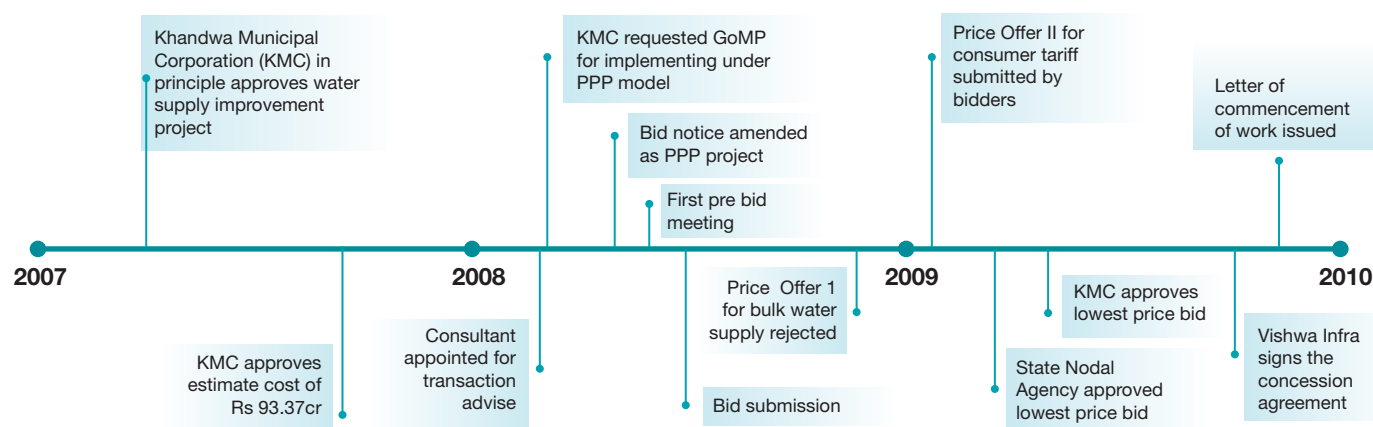 Khandwa Municipal
Corporation (KMC) in
principle approves water
supply improvement
project
KMC requested GoMP
for implementing under
PPP model
Bid notice amended
as PPP project
First pre bid
meeting
Price Offer II for
consumer tariff
submitted by
bidders
Letter of
commencement
of work issued
2007
2008
2009
2010
KMC approves
estimate cost of
Rs 93.37cr
Consultant
appointed for
transaction
advise
Price Offer 1
for bulk water
supply rejected
Bid submission
KMC approves
lowest price bid
State Nodal
Agency approved
lowest price bid
Vishwa Infra
signs the
concession
agreement